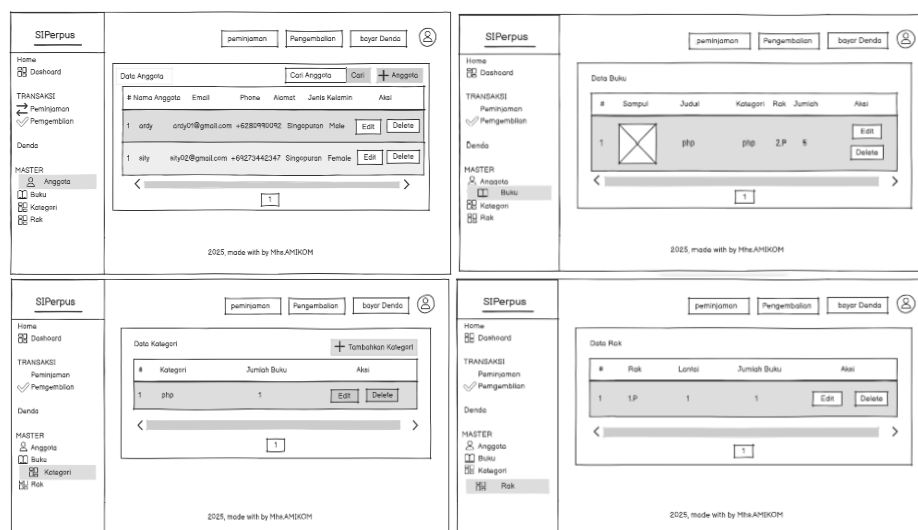 SIPerpus
peminjaman Pengembalian bayar Denda
Home
Dashoard
TRANSAKSI
Peminjaman
Pemgemblian
Denda
MASTER
Anggota
Buku
Kategori
Rak
Data Anggota Cari Anggota Cari + Anggota
# Nama Anggota Email Phone Alamat Jenis Kelamin Aksi
1 ardy ardy01@gmail.com +6280990092 Singopuran Male Edit Delete
1 sity sity02@gmail.com +69273442347 Singopuran Female Edit Delete
1
2025, made with by Mhs.AMIKOM
SIPerpus
peminjaman Pengembalian bayar Denda
Home
Dashoard
TRANSAKSI
Peminjaman
Pemgemblian
Denda
MASTER
Anggota
Buku
Kategori
Rak
Data Buku
# Sampul Judul Kategori Rak Jumlah Aksi
1 php php 2.P 5 Edit
Delete
1
2025, made with by Mhs.AMIKOM
SIPerpus
peminjaman Pengembalian bayar Denda
Home
Dashoard
TRANSAKSI
Peminjaman
Pemgemblian
Denda
MASTER
Anggota
Buku
Kategori
Rak
Data Kategori + Tambahkan Kategori
# Kategori Jumlah Buku Aksi
1 php 1 Edit Delete
1
2025, made with by Mhs.AMIKOM
SIPerpus
peminjaman Pengembalian bayar Denda
Home
Dashoard
TRANSAKSI
Peminjaman
Pemgemblian
Denda
MASTER
Anggota
Buku
Kategori
Rak
Data Rak
# Rak Lantai Jumlah Buku Aksi
1 1.P 1 1 Edit Delete
1
2025, made with by Mhs.AMIKOM